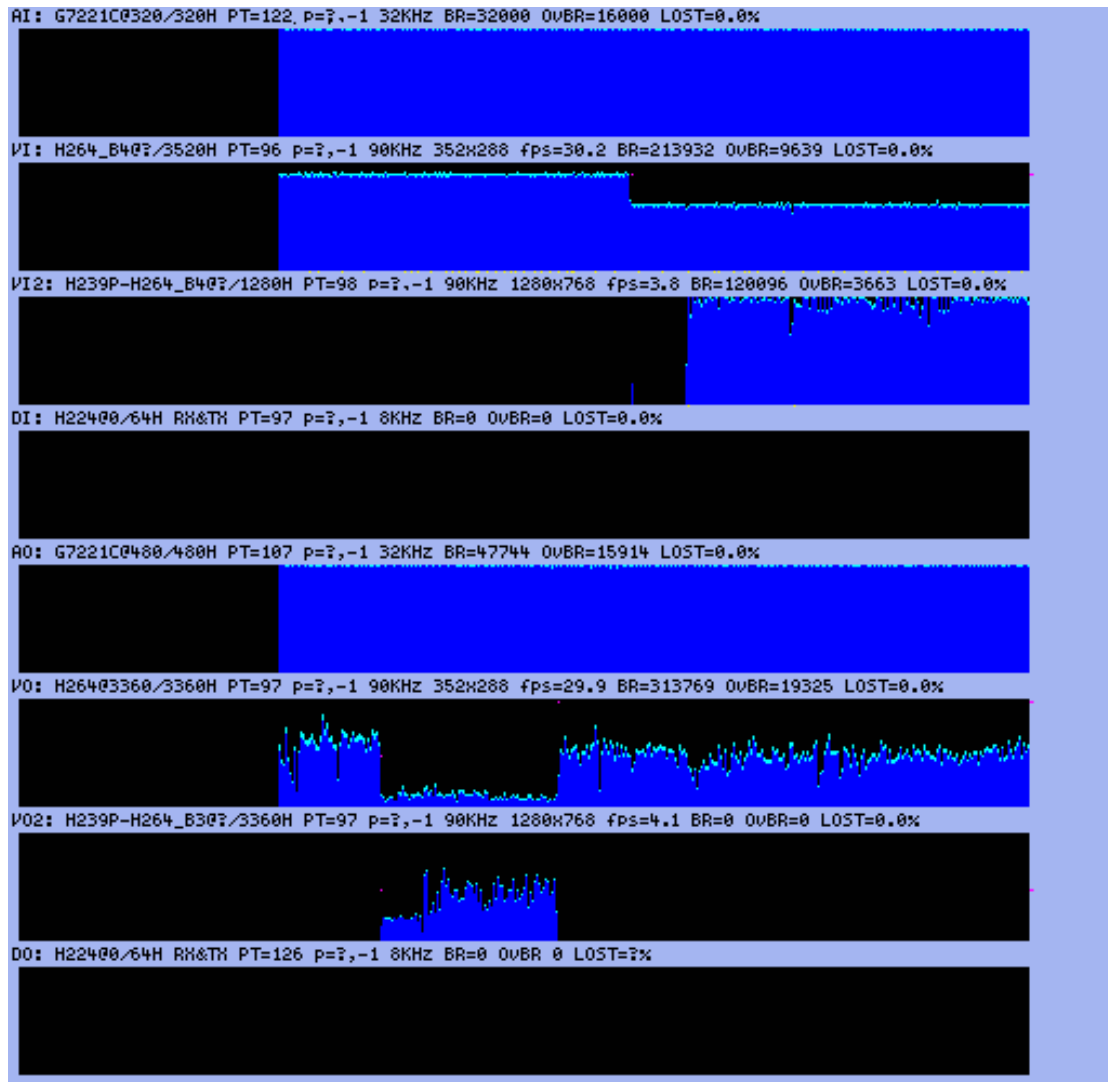 AI: G7221C@320/320H PT=122 p=?,-1 32KHz BR=32000 OvBR=16000 LOST=0.0%
VI: H264_B4@?/3520H PT=96 p=?,-1 90KHz 352x288 fps=30.2 BR=213932 OvBR=9639 LOST=0.0%
VI2: H239P-H264_B4@?/1280H PT=98 p=?,-1 90KHz 1280x768 fps=3.8 BR=120096 OvBR=3663 LOST=0.0%
DI: H224@0/64H RX&TX PT=97 p=?,-1 8KHz BR=0 OvBR=0 LOST=0.0%
AO: G7221C@480/480H PT=107 p=?,-1 32KHz BR=47744 OvBR=15914 LOST=0.0%
VO: H264@3360/3360H PT=97 p=?,-1 90KHz 352x288 fps=29.9 BR=313769 OvBR=19325 LOST=0.0%
VO2: H239P-H264_B3@?/3360H PT=97 p=?,-1 90KHz 1280x768 fps=4.1 BR=0 OvBR=0 LOST=0.0%
DO: H224@0/64H RX&TX PT=126 p=?,-1 8KHz BR=0 OvBR 0 LOST=?%